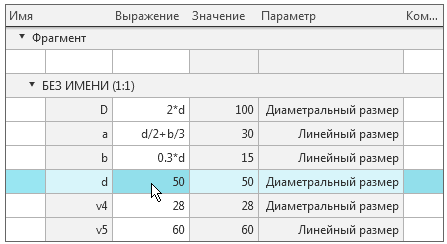 Имя Выражение Значение Параметр Ком...
Фрагмент
БЕЗ ИМЕНИ (1:1)
D 2*d 100 Диаметральный размер
a d/2+b/3 30 Линейный размер
b 0.3*d 15 Линейный размер
d 50 50 Диаметральный размер
v4 28 28 Диаметральный размер
v5 60 60 Линейный размер